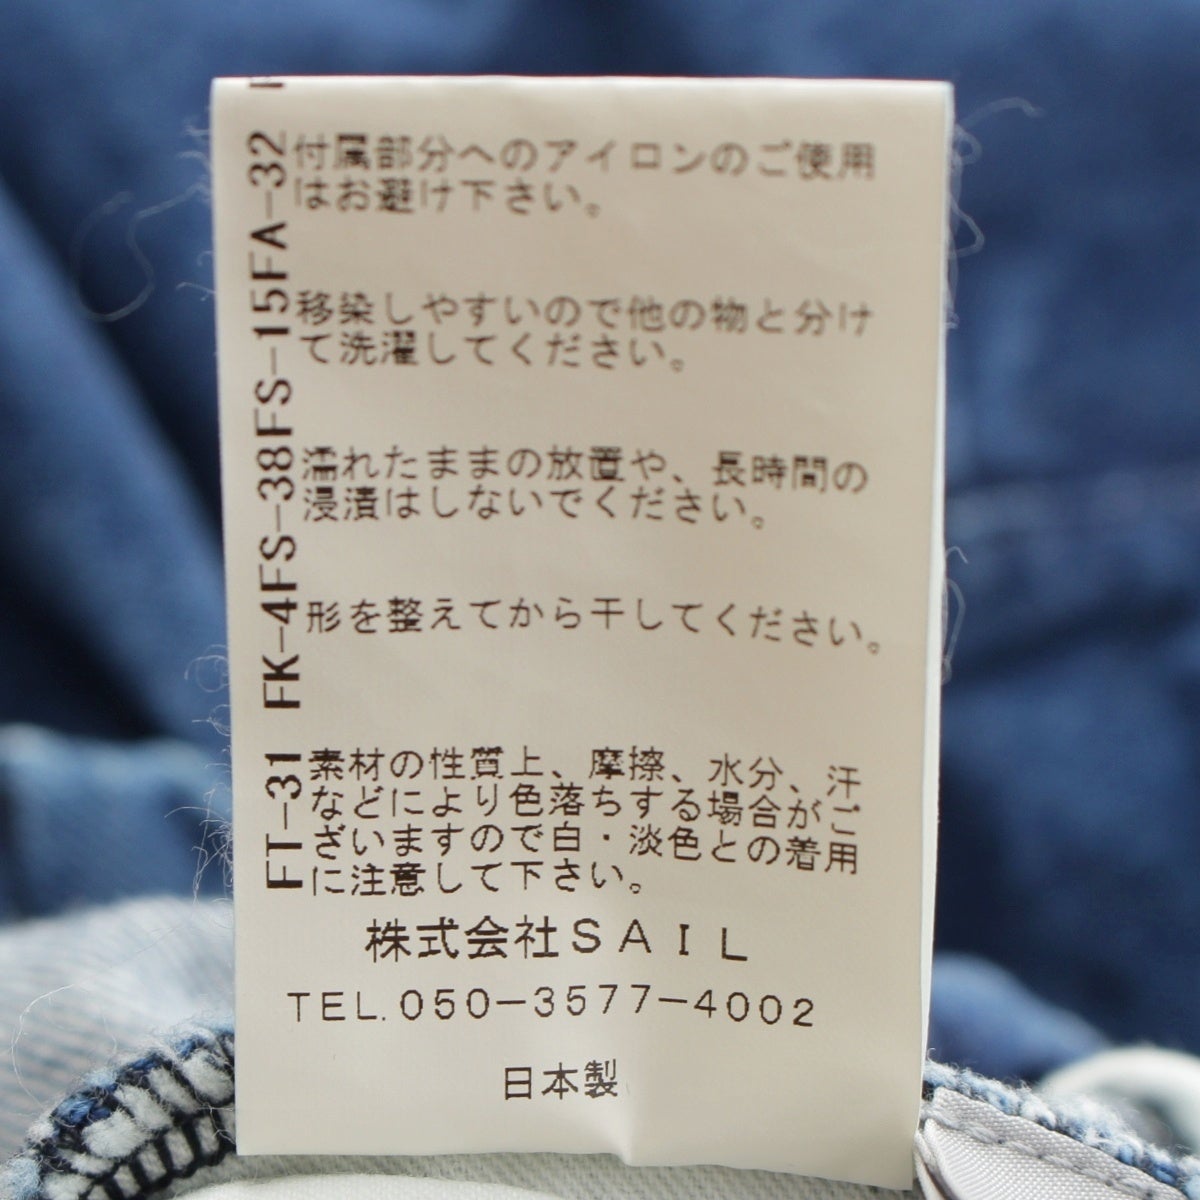 付属部分へのアイロンのご使用
はお避け下さい。
移染しやすいので他の物と分け
て洗濯してください。
濡れたままの放置や、長時間の
浸漬はしないでください。
形を整えてから干してください。
素材の性質上、摩擦、水分、汗
などにより色落ちする場合がご
ざいますので白・淡色との着用
に注意して下さい。
株式会社SAIL
TEL.050-3577-4002
日本製
FT-31 FK-4FS-38FS-15FA-32